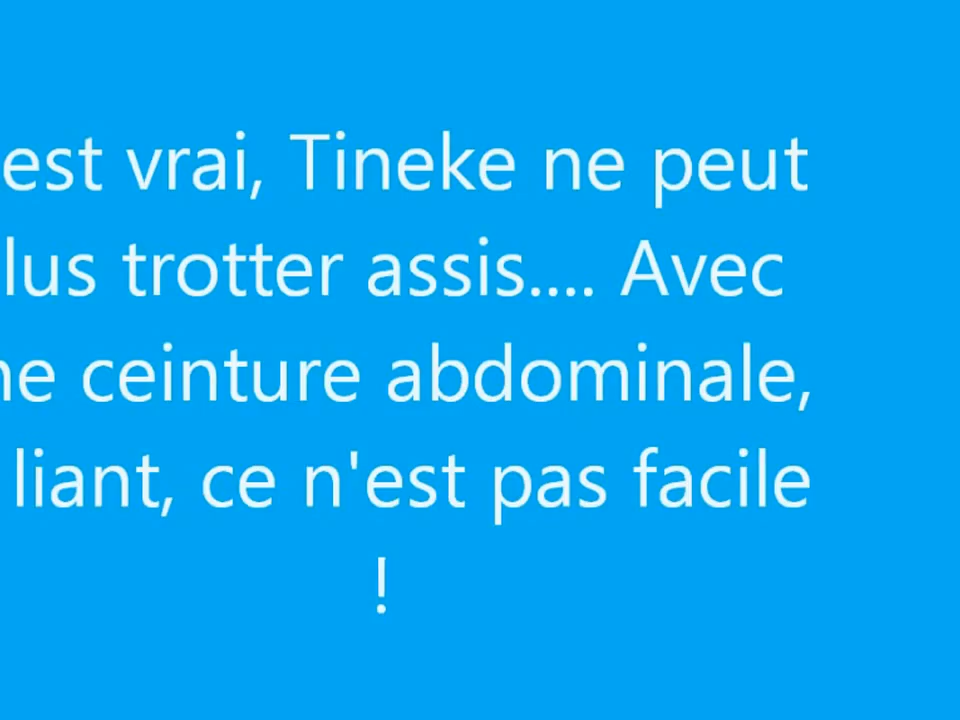 est vrai, Tineke ne peut
lus trotter assis.... Avec
ne ceinture abdominale,
liant, ce n'est pas facile
!